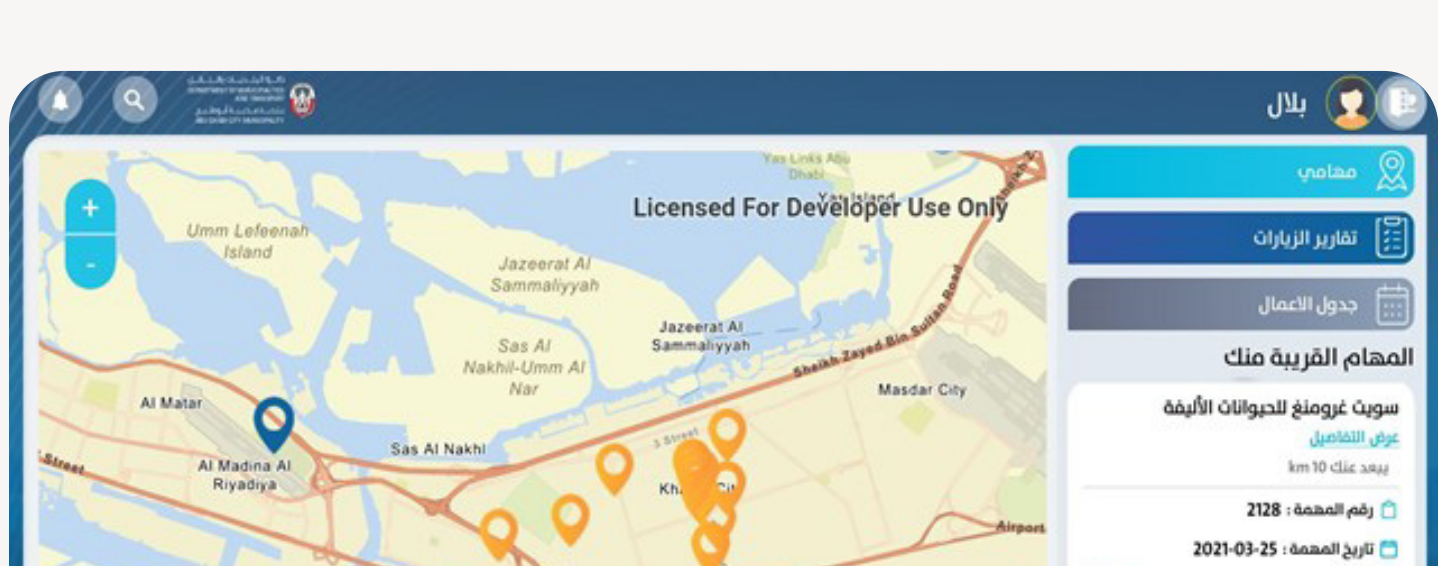 بلال
مهامي
تقارير الزيارات
جدول الاعمال
المهام القريبة منك
سويت غرومنغ للحيوانات الأليفة
عرض التفاصيل
يبعد عنك 10 km
رقم المهمة : 2128
تاريخ المهمة : 2021-03-25
+
-
Yas Links Abu
Dhabi
Yas Island
Licensed For Developer Use Only
Umm Lefeenah
Island
Jazeerat Al
Sammaliyyah
Jazeerat Al
Sammaliyyah
Sas Al
Nakhil-Umm Al
Nar
Sheikh Zayed Bin Sultan Road
Masdar City
Al Matar
Sas Al Nakhl
Al Madina Al
Riyadiya
Street
Street
Airport